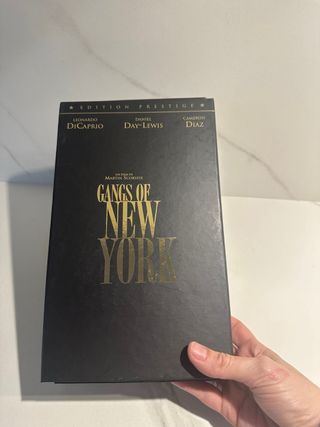 ★ EDITION PRESTIGE ★
LEONARDO DANIEL CAMERON
DICAPRIO DAY-LEWIS DIAZ
UN FILM DE
MARTIN SCORSESE
GANGS OF
NEW
YORK